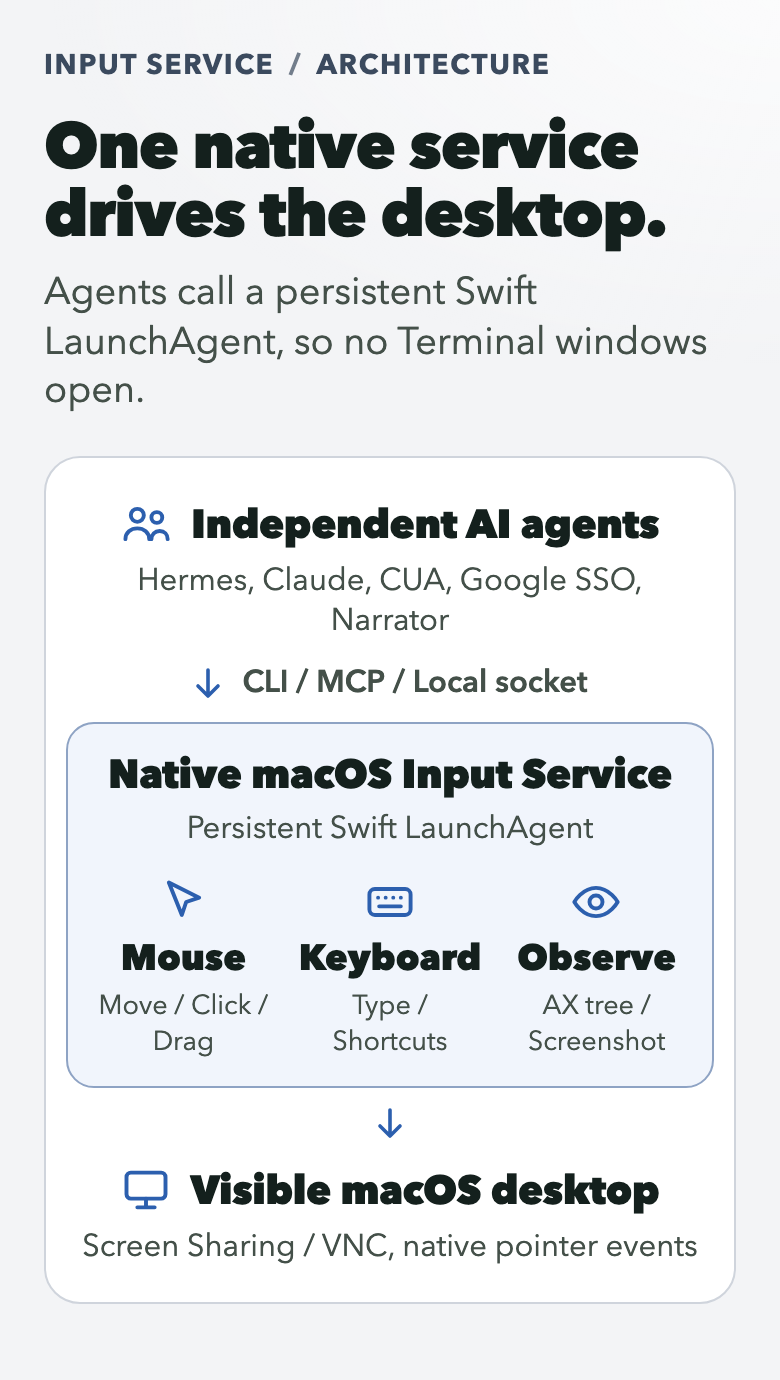 INPUT SERVICE / ARCHITECTURE
One native service
drives the desktop.
Agents call a persistent Swift
LaunchAgent, so no Terminal windows
open.
Independent AI agents
Hermes, Claude, CUA, Google SSO,
Narrator
CLI / MCP / Local socket
Native macOS Input Service
Persistent Swift LaunchAgent
Mouse
Move / Click /
Drag
Keyboard
Type /
Shortcuts
Observe
AX tree /
Screenshot
Visible macOS desktop
Screen Sharing / VNC, native pointer events